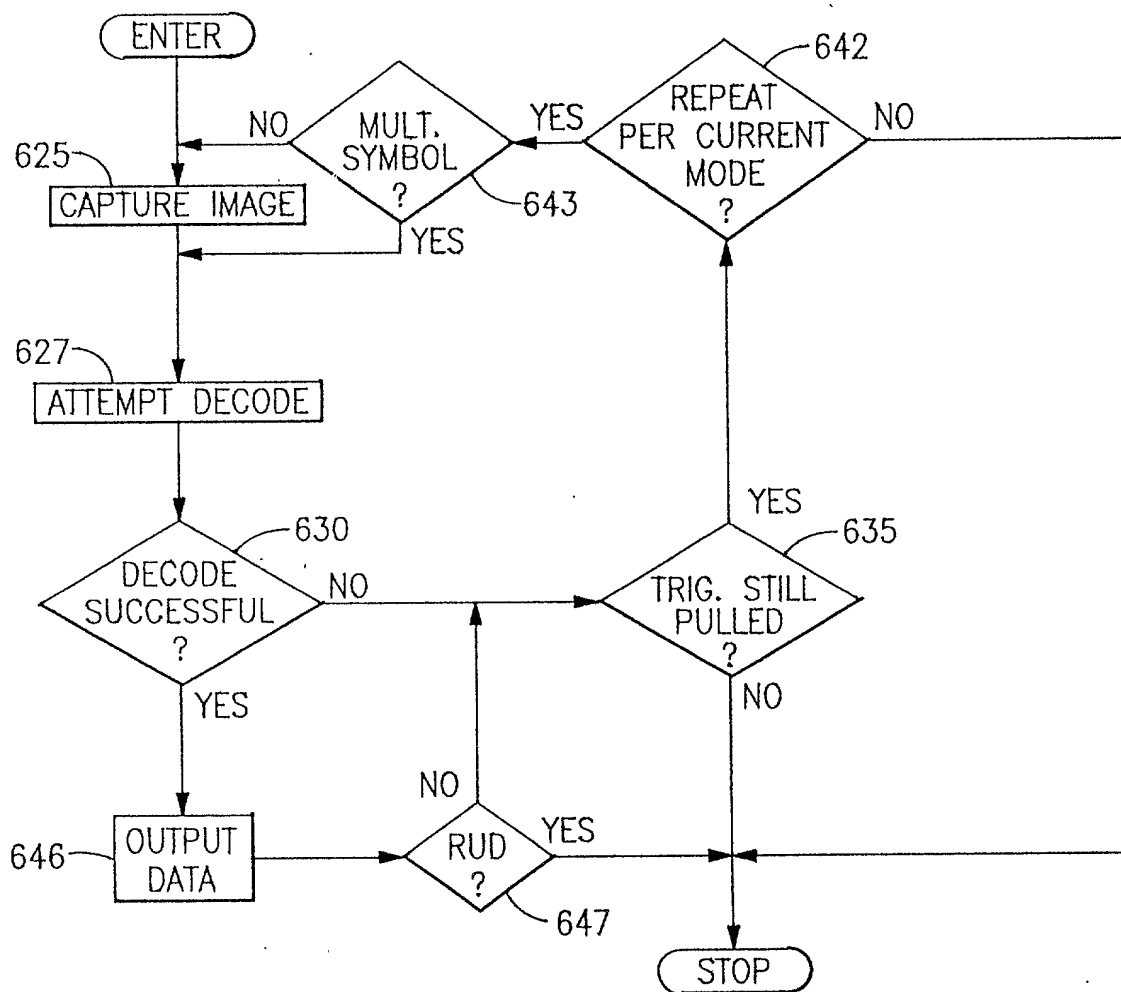 ENTER
642
NO
MULT.
SYMBOL
?
YES
REPEAT
PER CURRENT
MODE
?
NO
625
CAPTURE IMAGE
643
YES
627
ATTEMPT DECODE
YES
630
635
DECODE
SUCCESSFUL
?
NO
TRIG. STILL
PULLED
?
YES
NO
NO
646
OUTPUT
DATA
RUD
?
YES
647
STOP